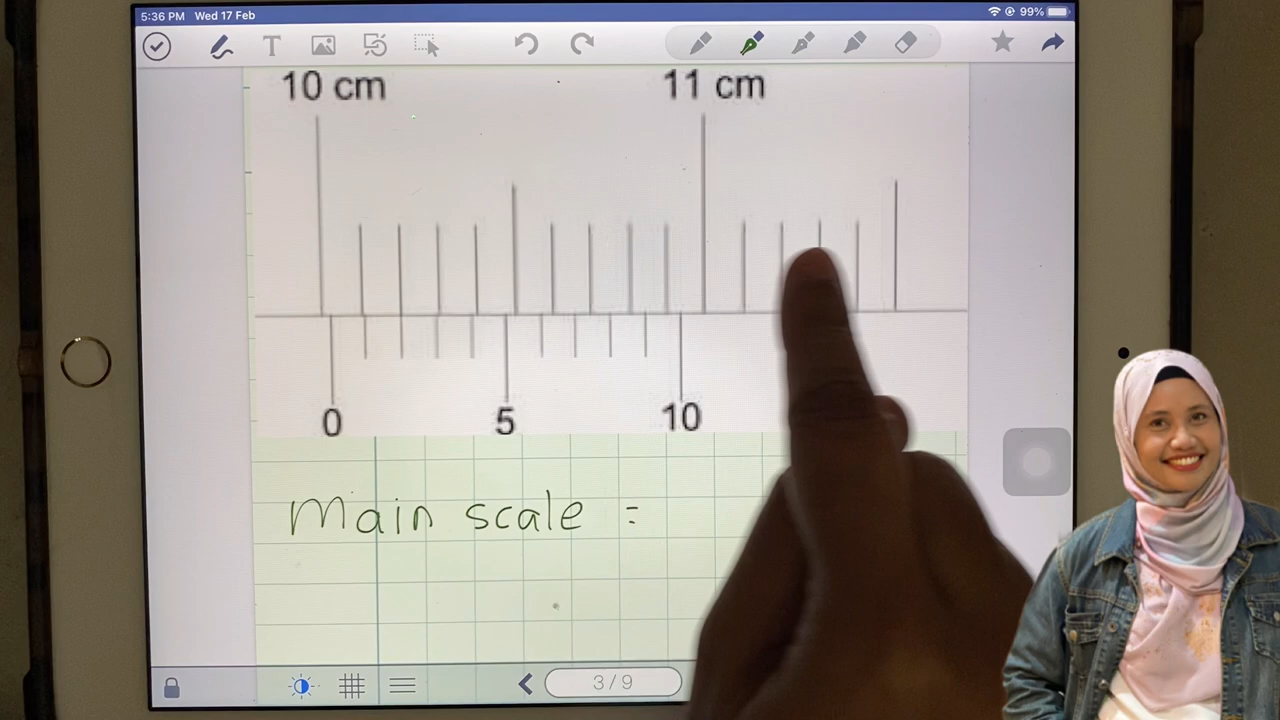 5:36 PM Wed 17 Feb 99%
T
10 cm 11 cm
0 5 10
Main scale =
3 / 9